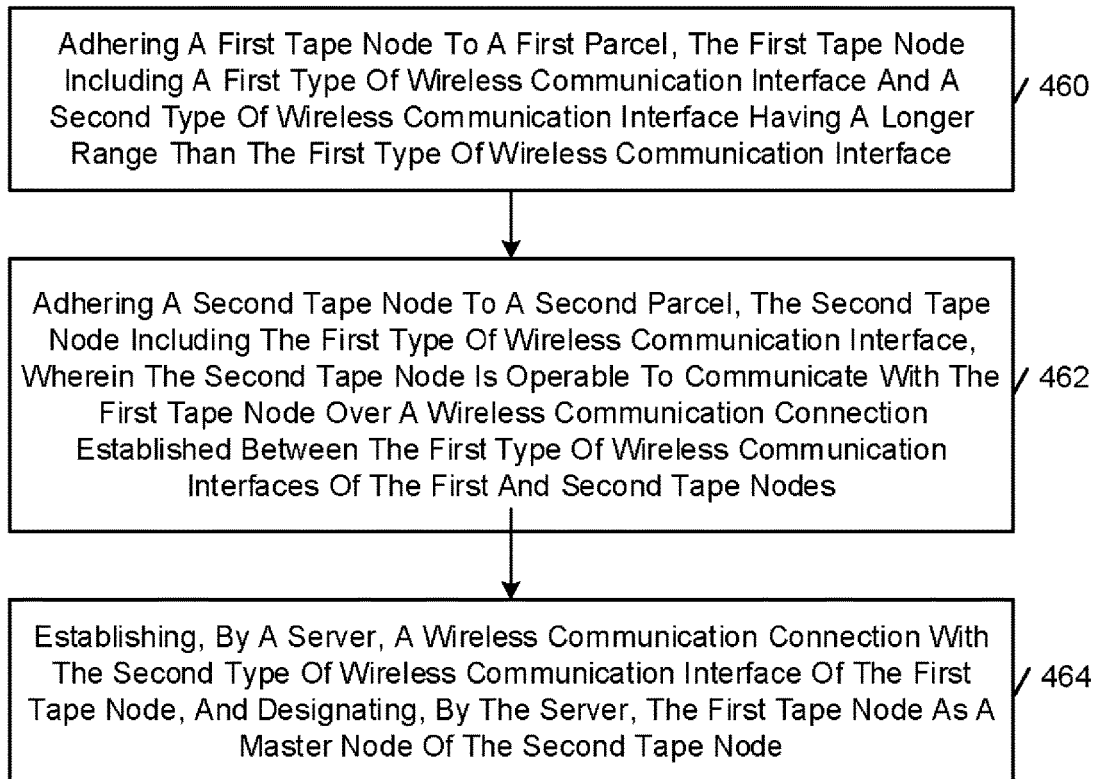 Adhering A First Tape Node To A First Parcel, The First Tape Node
Including A First Type Of Wireless Communication Interface And A
Second Type Of Wireless Communication Interface Having A Longer
Range Than The First Type Of Wireless Communication Interface
460
Adhering A Second Tape Node To A Second Parcel, The Second Tape
Node Including The First Type Of Wireless Communication Interface,
Wherein The Second Tape Node Is Operable To Communicate With The
First Tape Node Over A Wireless Communication Connection
Established Between The First Type Of Wireless Communication
Interfaces Of The First And Second Tape Nodes
462
Establishing, By A Server, A Wireless Communication Connection With
The Second Type Of Wireless Communication Interface Of The First
Tape Node, And Designating, By The Server, The First Tape Node As A
Master Node Of The Second Tape Node
464